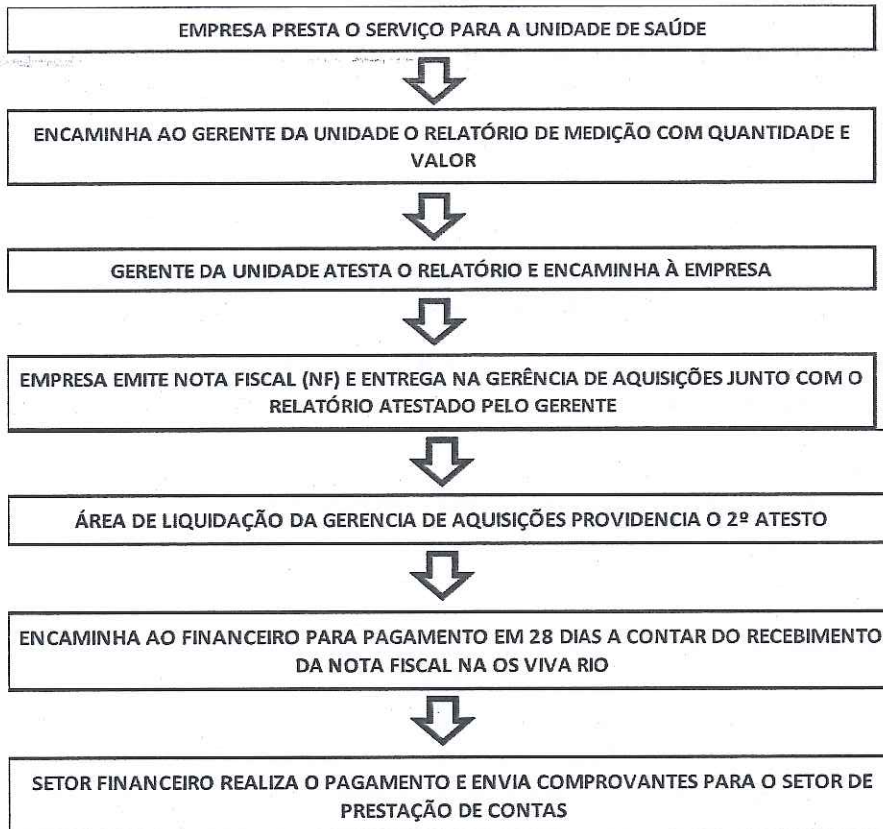 EMPRESA PRESTA O SERVIÇO PARA A UNIDADE DE SAÚDE
ENCAMINHA AO GERENTE DA UNIDADE O RELATÓRIO DE MEDIÇÃO COM QUANTIDADE E
VALOR
GERENTE DA UNIDADE ATESTA O RELATÓRIO E ENCAMINHA À EMPRESA
EMPRESA EMITE NOTA FISCAL (NF) E ENTREGA NA GERÊNCIA DE AQUISIÇÕES JUNTO COM O
RELATÓRIO ATESTADO PELO GERENTE
ÁREA DE LIQUIDAÇÃO DA GERENCIA DE AQUISIÇÕES PROVIDENCIA O 2º ATESTO
ENCAMINHA AO FINANCEIRO PARA PAGAMENTO EM 28 DIAS A CONTAR DO RECEBIMENTO
DA NOTA FISCAL NA OS VIVA RIO
SETOR FINANCEIRO REALIZA O PAGAMENTO E ENVIA COMPROVANTES PARA O SETOR DE
PRESTAÇÃO DE CONTAS